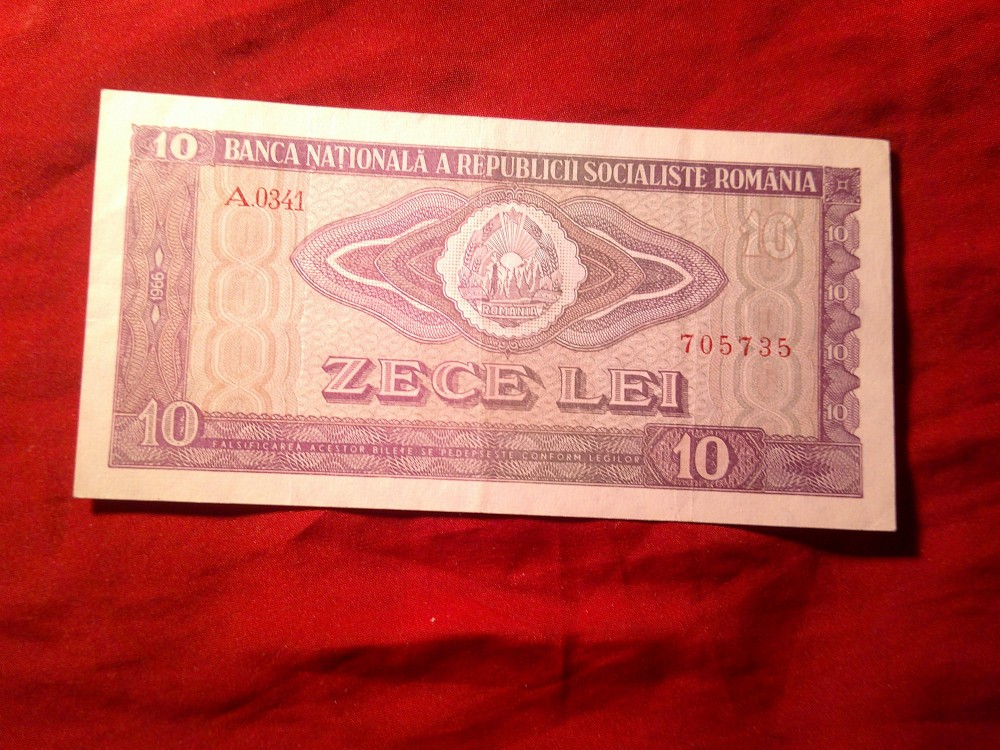 10 BANCA NAȚIONALĂ A REPUBLICII SOCIALISTE ROMÂNIA
A.0341
10
10
1966
10
ROMANIA
705735
10
ZECE LEI
10
10
FALSIFICAREA ACESTOR BILETE SE PEDEPSEȘTE CONFORM LEGILOR
10